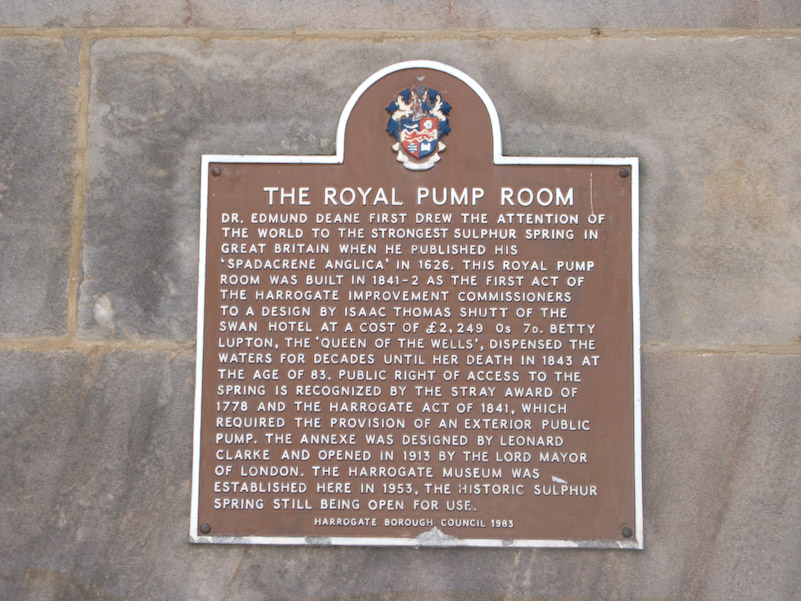 THE ROYAL PUMP ROOM
DR. EDMUND DEANE FIRST DREW THE ATTENTION OF
THE WORLD TO THE STRONGEST SULPHUR SPRING IN
GREAT BRITAIN WHEN HE PUBLISHED HIS
'SPADACRENE ANGLICA' IN 1626. THIS ROYAL PUMP
ROOM WAS BUILT IN 1841-2 AS THE FIRST ACT OF
THE HARROGATE IMPROVEMENT COMMISSIONERS
TO A DESIGN BY ISAAC THOMAS SHUTT OF THE
SWAN HOTEL AT A COST OF £2,249 0s 7D. BETTY
LUPTON, THE 'QUEEN OF THE WELLS', DISPENSED THE
WATERS FOR DECADES UNTIL HER DEATH IN 1843 AT
THE AGE OF 83. PUBLIC RIGHT OF ACCESS TO THE
SPRING IS RECOGNIZED BY THE STRAY AWARD OF
1778 AND THE HARROGATE ACT OF 1841, WHICH
REQUIRED THE PROVISION OF AN EXTERIOR PUBLIC
PUMP. THE ANNEXE WAS DESIGNED BY LEONARD
CLARKE AND OPENED IN 1913 BY THE LORD MAYOR
OF LONDON. THE HARROGATE MUSEUM WAS
ESTABLISHED HERE IN 1953, THE HISTORIC SULPHUR
SPRING STILL BEING OPEN FOR USE.
HARROGATE BOROUGH COUNCIL 1983